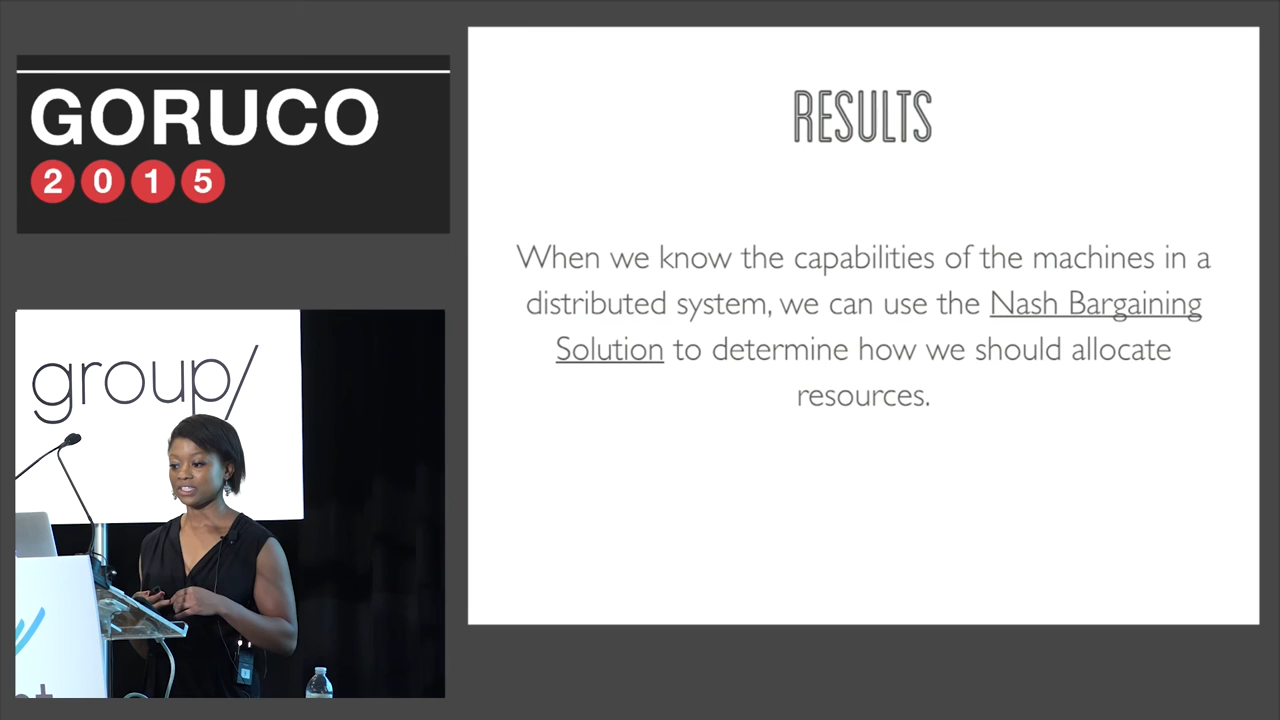 GORUCO
2015
group/
RESULTS
When we know the capabilities of the machines in a
distributed system, we can use the Nash Bargaining
Solution to determine how we should allocate
resources.